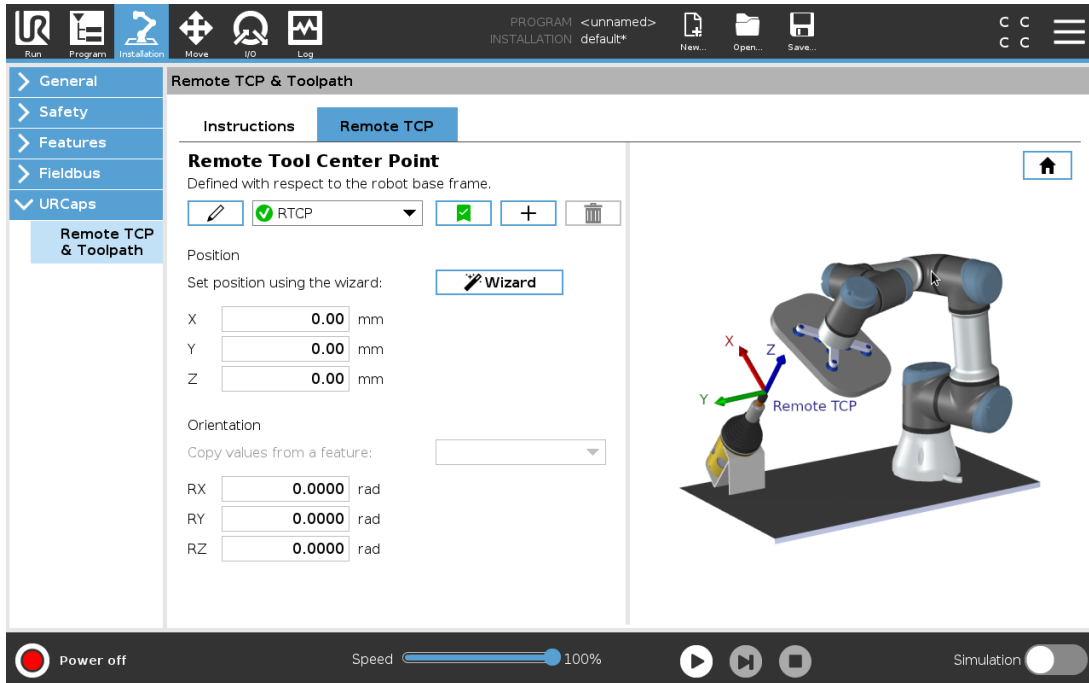 UR
Run
Program
Installation
Move
I/O
Log
PROGRAM <unnamed>
INSTALLATION default*
New...
Open...
Save...
C C
C C
General
Safety
Features
Fieldbus
URCaps
Remote TCP
& Toolpath
Remote TCP & Toolpath
Instructions
Remote TCP
Remote Tool Center Point
Defined with respect to the robot base frame.
RTCP
Position
Set position using the wizard:
Wizard
X 0.00 mm
Y 0.00 mm
Z 0.00 mm
Orientation
Copy values from a feature:
RX 0.0000 rad
RY 0.0000 rad
RZ 0.0000 rad
X
Z
Y
Remote TCP
Power off
Speed 100%
Simulation